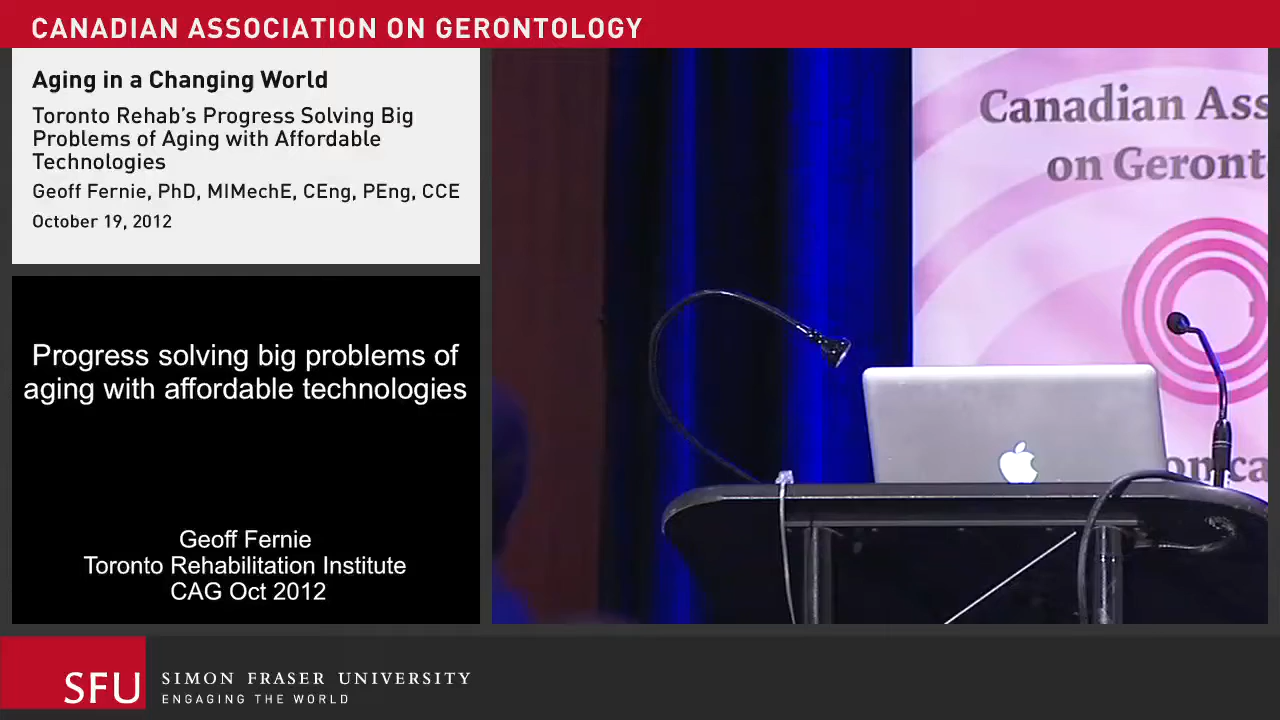 CANADIAN ASSOCIATION ON GERONTOLOGY
Aging in a Changing World
Toronto Rehab's Progress Solving Big
Problems of Aging with Affordable
Technologies
Geoff Fernie, PhD, MIMechE, CEng, PEng, CCE
October 19, 2012
Progress solving big problems of
aging with affordable technologies
Geoff Fernie
Toronto Rehabilitation Institute
CAG Oct 2012
Canadian Ass
on Geront
SFU
SIMON FRASER UNIVERSITY
ENGAGING THE WORLD